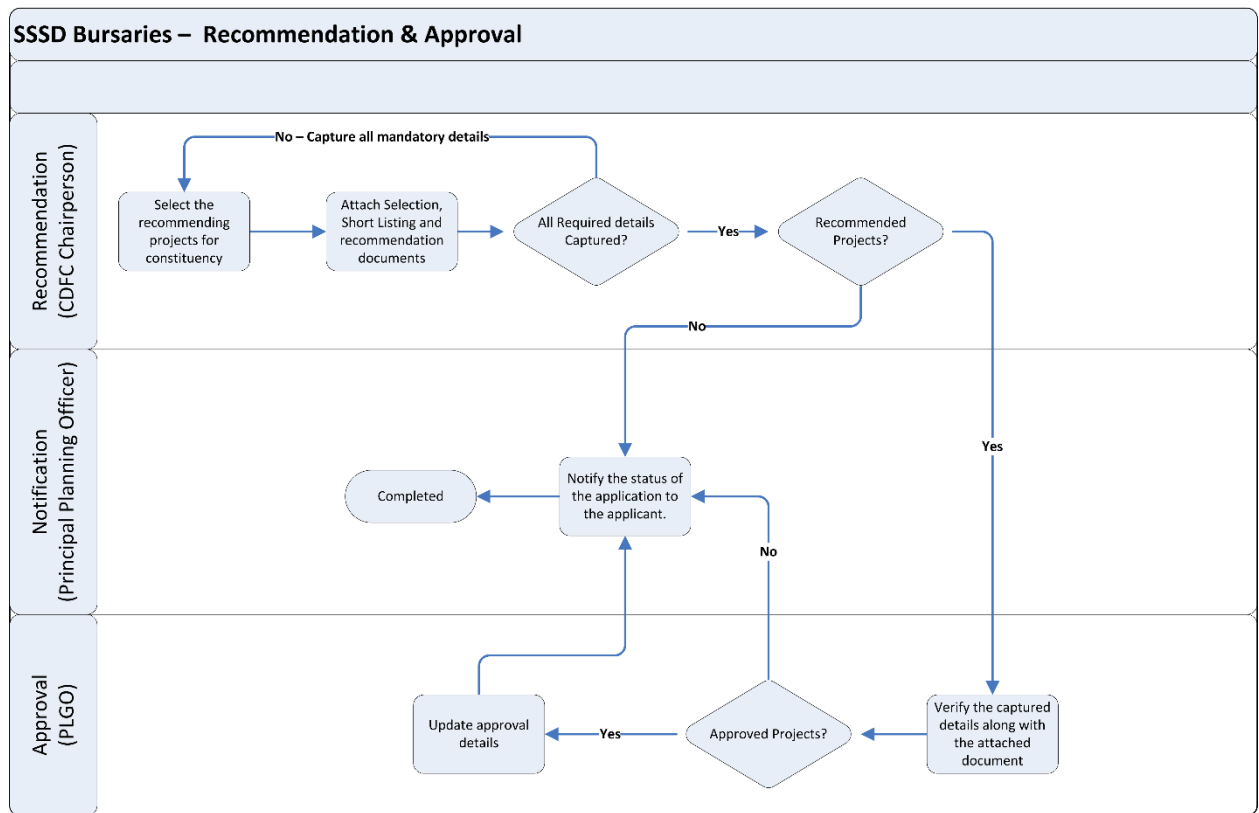 SSSD Bursaries – Recommendation & Approval
Recommendation
(CDFC Chairperson)
No – Capture all mandatory details
Select the
recommending
projects for
constituency
Attach Selection,
Short Listing and
recommendation
documents
All Required details
Captured?
Yes
Recommended
Projects?
No
Yes
Notification
(Principal Planning Officer)
Completed
Notify the status of
the application to
the applicant.
No
Approval
(PLGO)
Update approval
details
Yes
Approved Projects?
Verify the captured
details along with
the attached
document